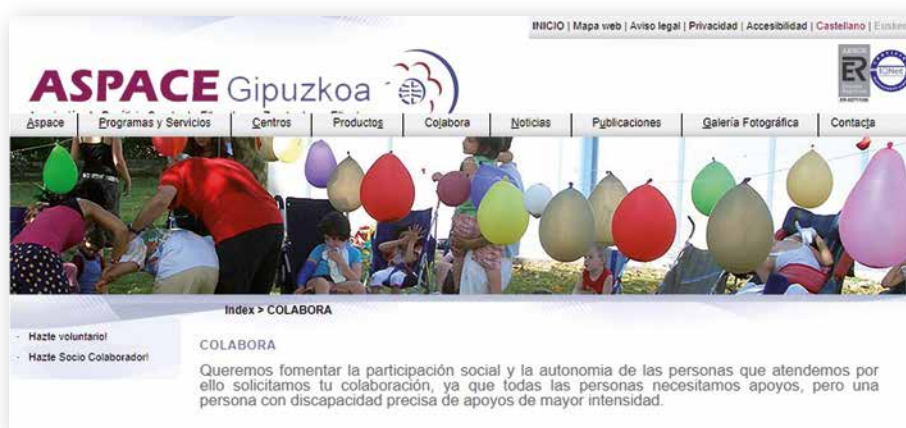 INICIO | Mapa web | Aviso legal | Privacidad | Accesibilidad | Castellano |
ASPACE Gipuzkoa
ER
IQNet
Aspace Programas y Servicios Centros Productos Colabora Noticias Publicaciones Galería Fotográfica Contacta
Index > COLABORA
- Hazte voluntario!
- Hazte Socio Colaborador!
COLABORA
Queremos fomentar la participación social y la autonomia de las personas que atendemos por
ello solicitamos tu colaboración, ya que todas las personas necesitamos apoyos, pero una
persona con discapacidad precisa de apoyos de mayor intensidad.